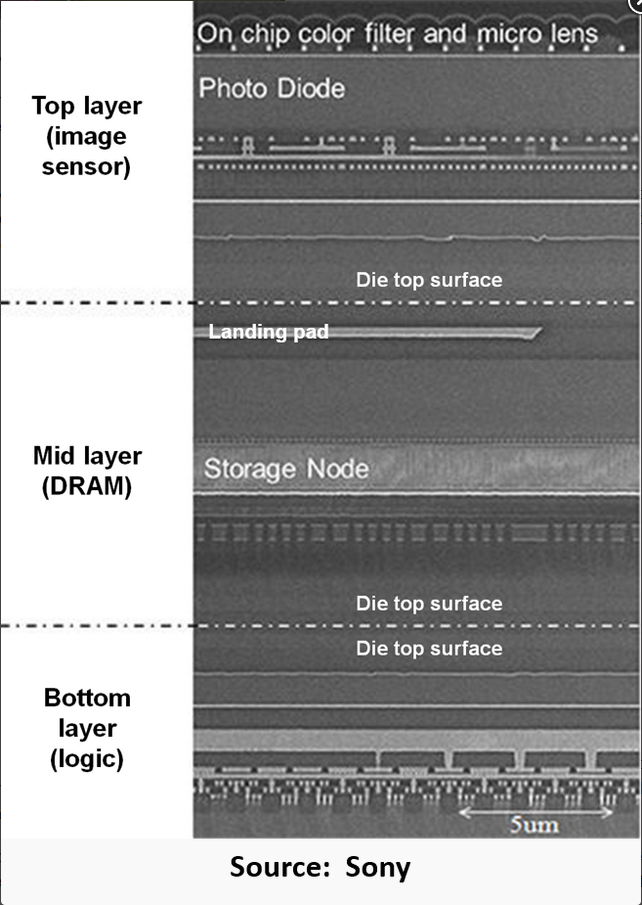 On chip color filter and micro lens
Photo Diode
Top layer
(image
sensor)
Die top surface
Landing pad
Mid layer
(DRAM)
Storage Node
Die top surface
Die top surface
Bottom
layer
(logic)
5um
Source: Sony